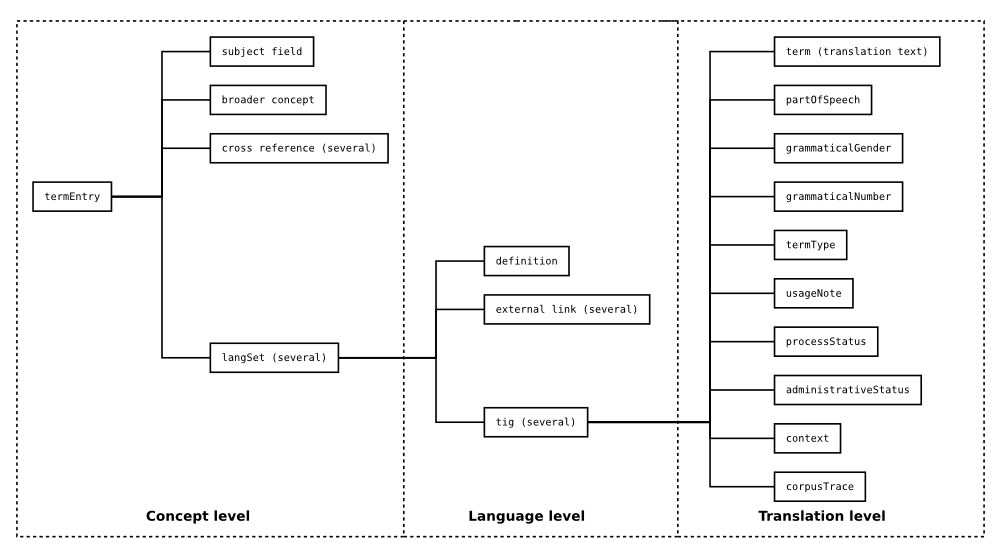 termEntry
subject field
broader concept
cross reference (several)
langSet (several)
Concept level
definition
external link (several)
tig (several)
Language level
term (translation text)
partOfSpeech
grammaticalGender
grammaticalNumber
termType
usageNote
processStatus
administrativeStatus
context
corpusTrace
Translation level